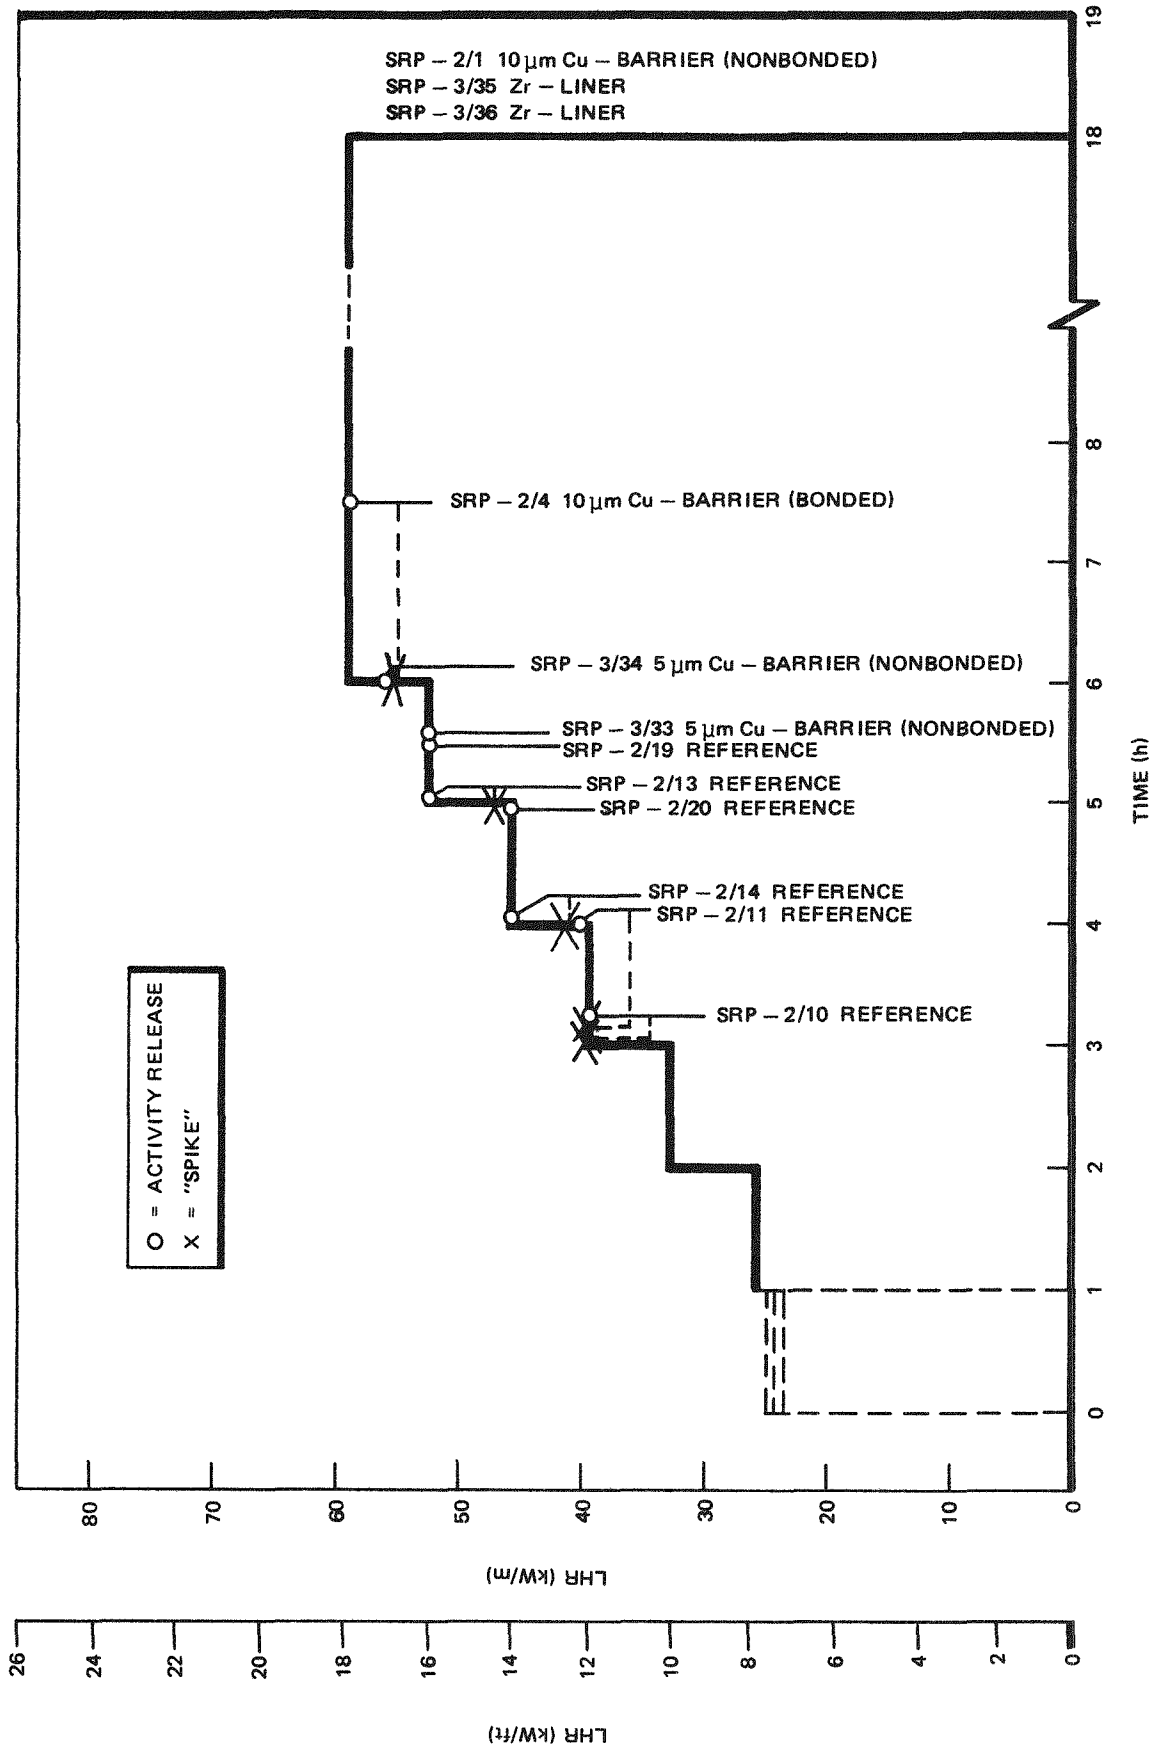 SRP – 2/1 10 μm Cu – BARRIER (NONBONDED)
SRP – 3/35 Zr – LINER
SRP – 3/36 Zr – LINER
SRP – 2/4 10 μm Cu – BARRIER (BONDED)
SRP – 3/34 5 μm Cu – BARRIER (NONBONDED)
SRP – 3/33 5 μm Cu – BARRIER (NONBONDED)
SRP – 2/19 REFERENCE
SRP – 2/13 REFERENCE
SRP – 2/20 REFERENCE
SRP – 2/14 REFERENCE
SRP – 2/11 REFERENCE
SRP – 2/10 REFERENCE
O = ACTIVITY RELEASE
X = "SPIKE"
19
18
8
7
6
5
4
3
2
1
0
TIME (h)
80
70
60
50
40
30
20
10
0
LHR (kW/m)
26
24
22
20
18
16
14
12
10
8
6
4
2
0
LHR (kW/ft)